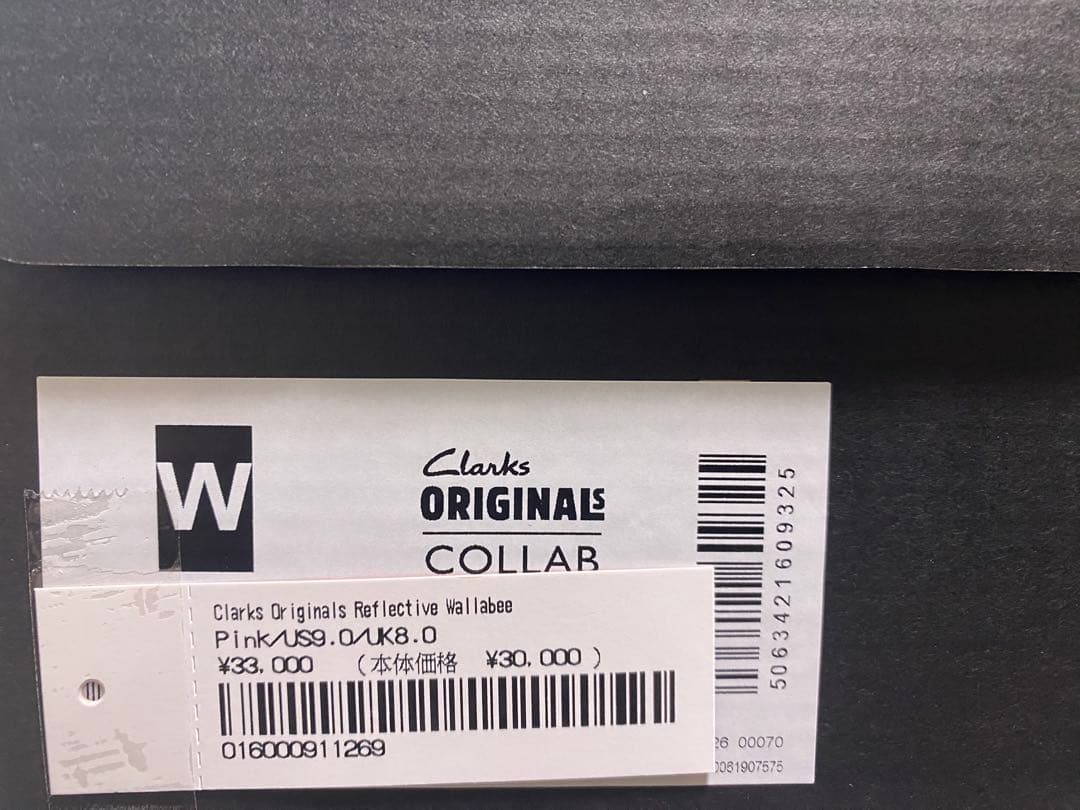 W
Clarks
ORIGINALS
COLLAB
5063421609325
Clarks Originals Reflective Wallabee
Pink/US9.0/UK8.0
¥33,000 (本体価格 ¥30,000)
016000911269
26 00070
0061907575